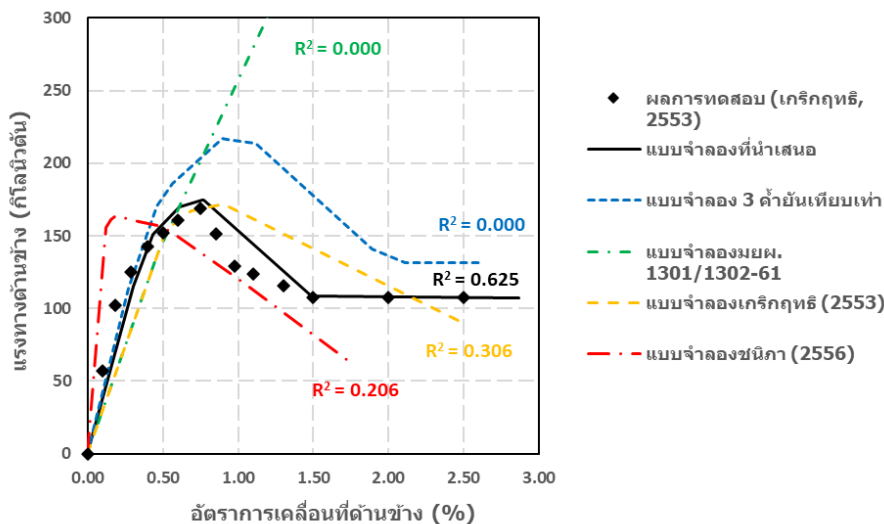 300
250
200
150
100
50
0
0.00 0.50 1.00 1.50 2.00 2.50 3.00
แรงทางด้านข้าง (กิโลนิวตัน)
อัตราการเคลื่อนที่ด้านข้าง (%)
R² = 0.000
R² = 0.000
R² = 0.625
R² = 0.306
R² = 0.206
ผลการทดสอบ (เกริกฤทธิ,
2553)
แบบจำลองที่นำเสนอ
แบบจำลอง 3 ค้ำยันเทียบเท่า
แบบจำลองมยผ.
1301/1302-61
แบบจำลองเกริกฤทธิ (2553)
แบบจำลองชนิภา (2556)